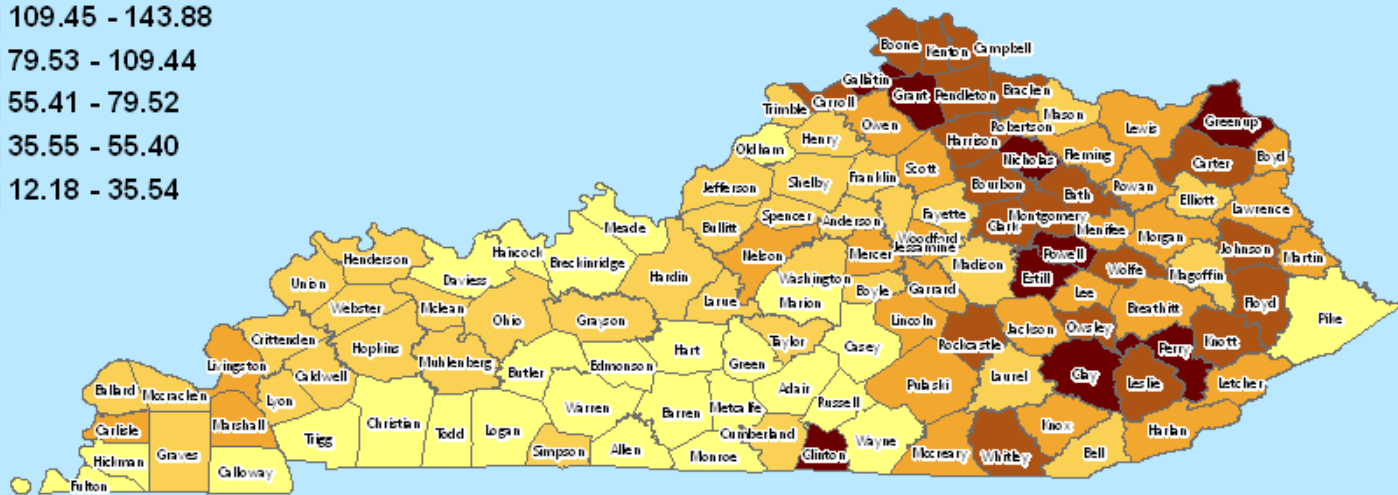 109.45 - 143.88
79.53 - 109.44
55.41 - 79.52
35.55 - 55.40
12.18 - 35.54
Boone
Kenton
Campbell
Gallatin
Grant
Pendleton
Bracken
Trimble
Carroll
Mason
Owen
Robertson
Lewis
Greenup
Oldham
Henry
Harrison
Nicholas
Fleming
Carter
Boyd
Jefferson
Shelby
Franklin
Scott
Bourbon
Bath
Rowan
Elliott
Lawrence
Bullitt
Spencer
Anderson
Fayette
Clark
Montgomery
Menifee
Morgan
Johnson
Martin
Woodford
Jessamine
Meade
Hancock
Breckinridge
Nelson
Mercer
Madison
Powell
Estill
Wolfe
Magoffin
Floyd
Pike
Henderson
Daviess
Hardin
Washington
Marion
Boyle
Garrard
Lee
Breathitt
Union
Webster
Mclean
Ohio
Grayson
Larue
Lincoln
Rockcastle
Jackson
Owsley
Perry
Knott
Crittenden
Hopkins
Muhlenberg
Hart
Green
Taylor
Casey
Clay
Leslie
Letcher
Livingston
Caldwell
Butler
Edmonson
Adair
Russell
Pulaski
Laurel
Ballard
Mccracken
Lyon
Warren
Barren
Metcalfe
Carlisle
Marshall
Trigg
Christian
Todd
Logan
Simpson
Allen
Monroe
Cumberland
Clinton
Wayne
Mccreary
Whitley
Knox
Bell
Harlan
Hickman
Graves
Calloway
Fulton